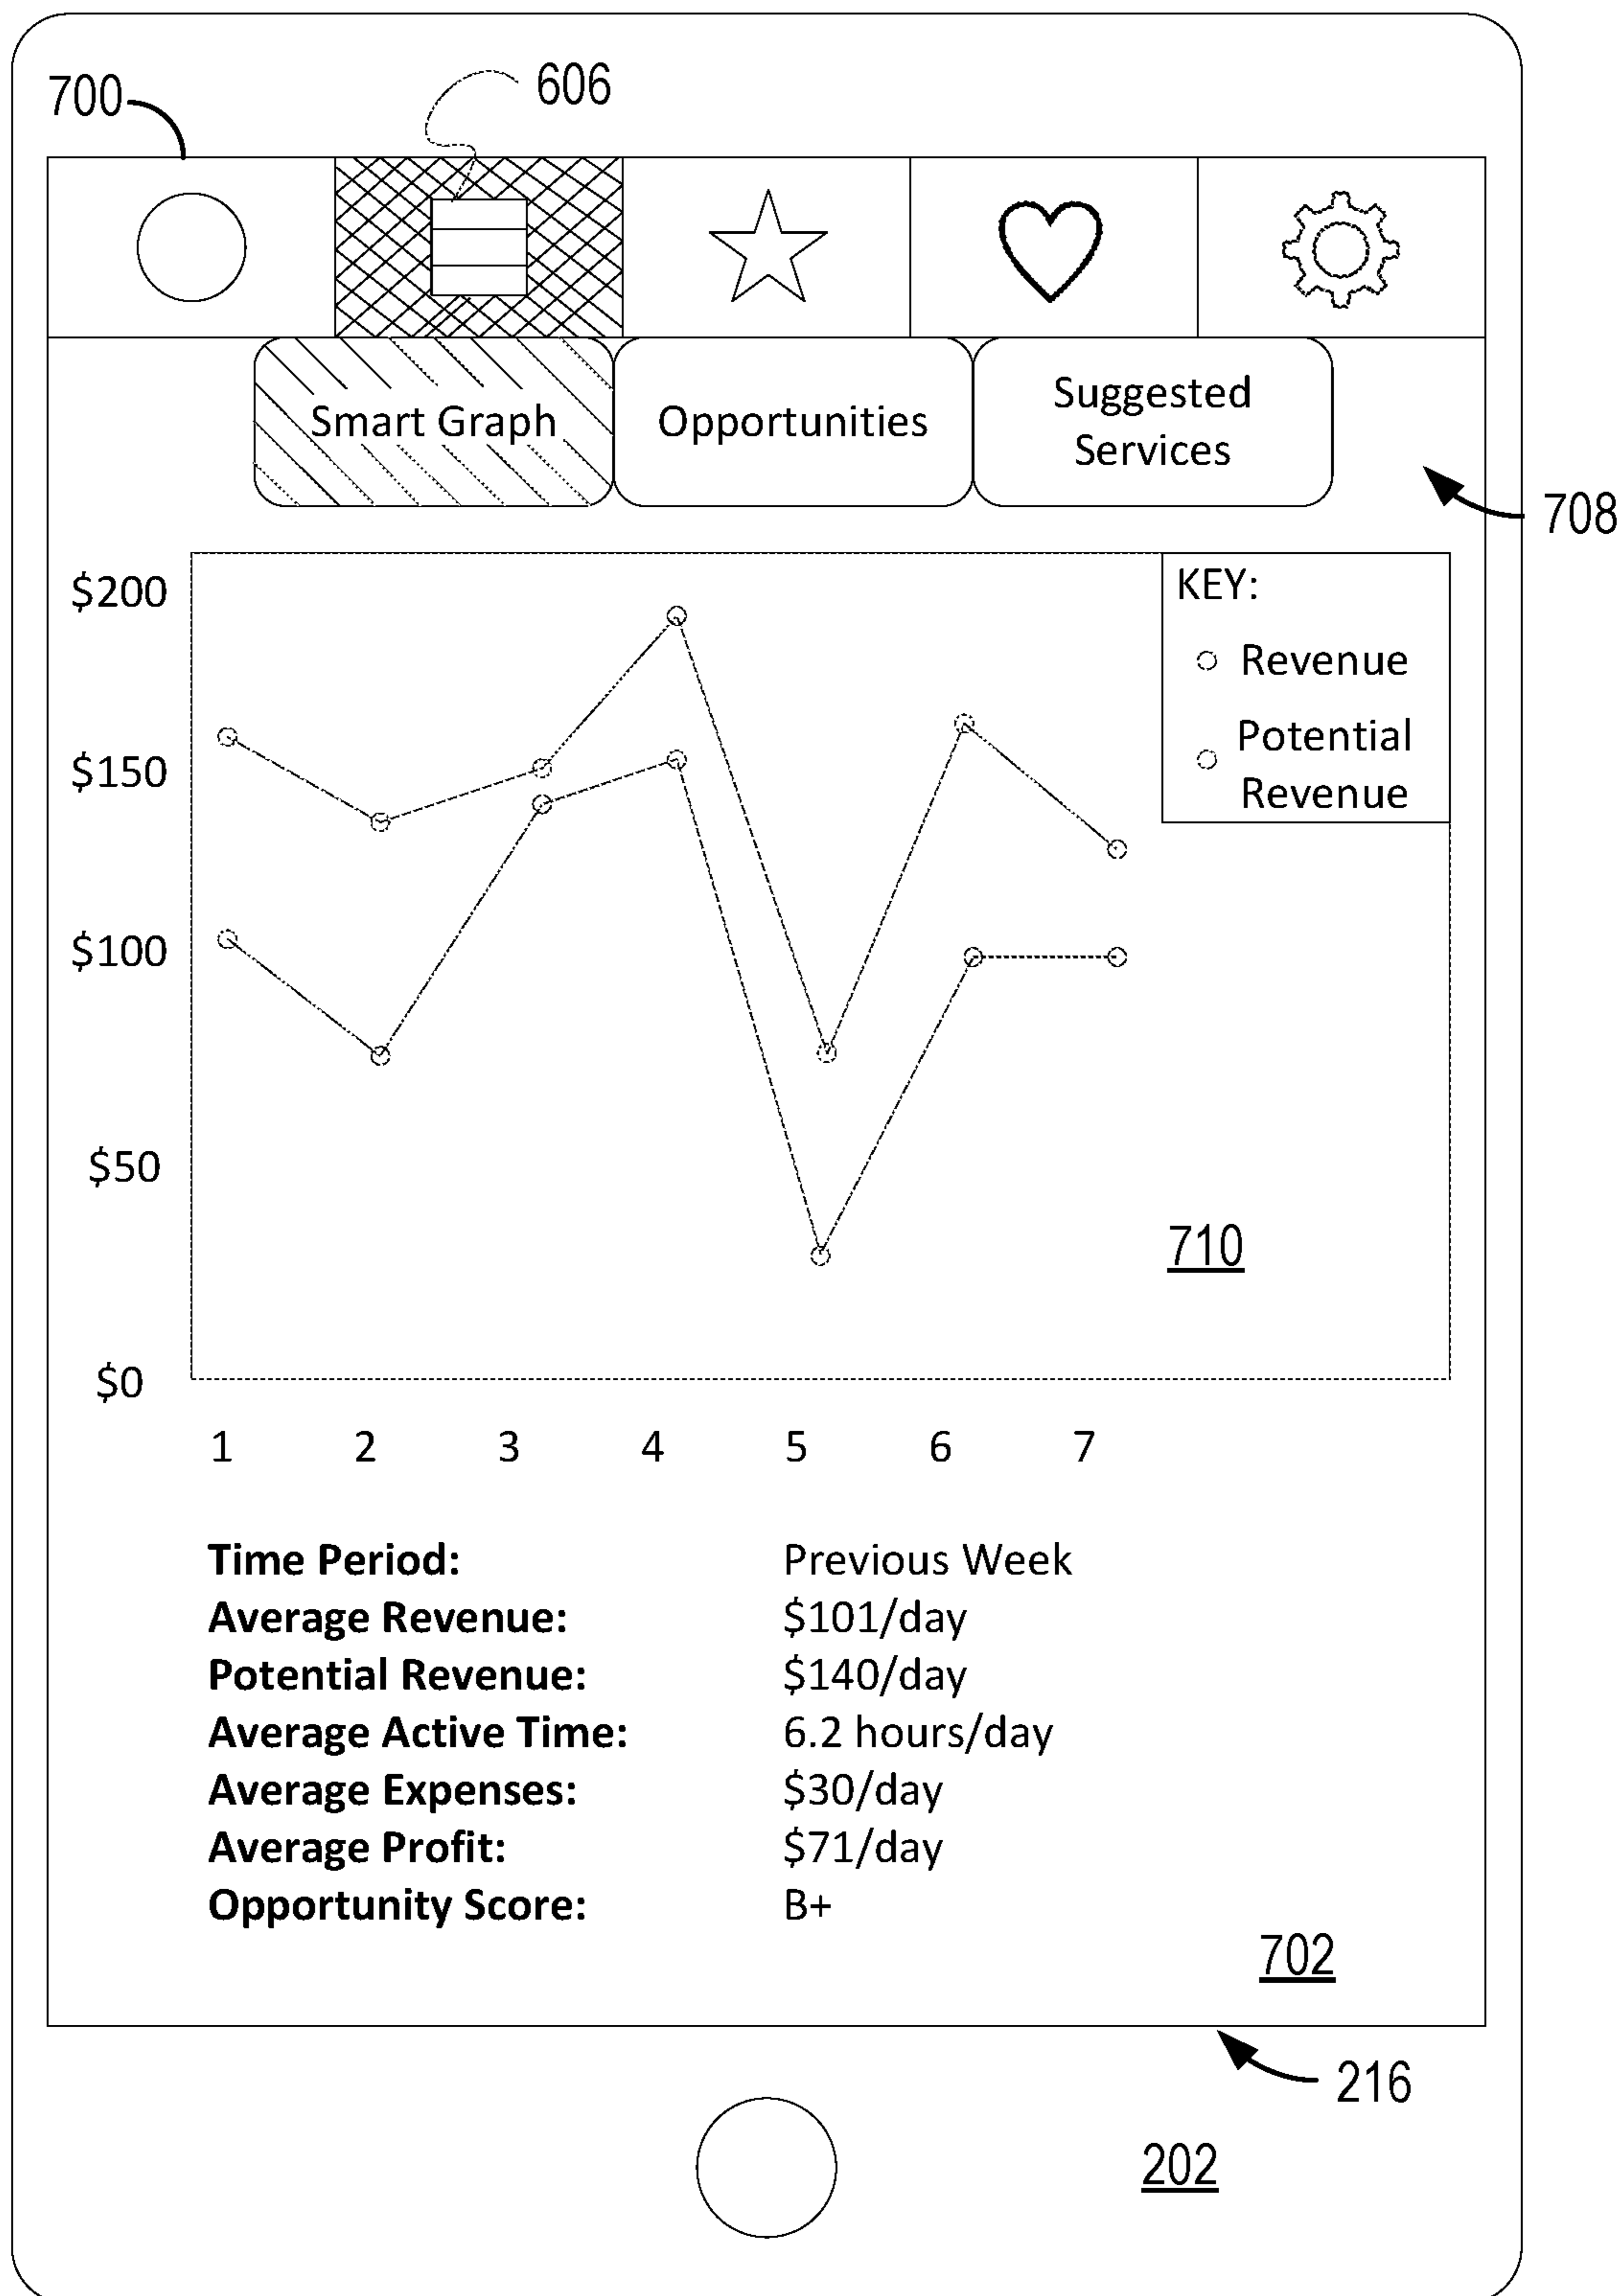 700
606
Smart Graph
Opportunities
Suggested
Services
708
$200
$150
$100
$50
$0
KEY:
Revenue
Potential
Revenue
710
1 2 3 4 5 6 7
Time Period: Previous Week
Average Revenue: $101/day
Potential Revenue: $140/day
Average Active Time: 6.2 hours/day
Average Expenses: $30/day
Average Profit: $71/day
Opportunity Score: B+
702
216
202